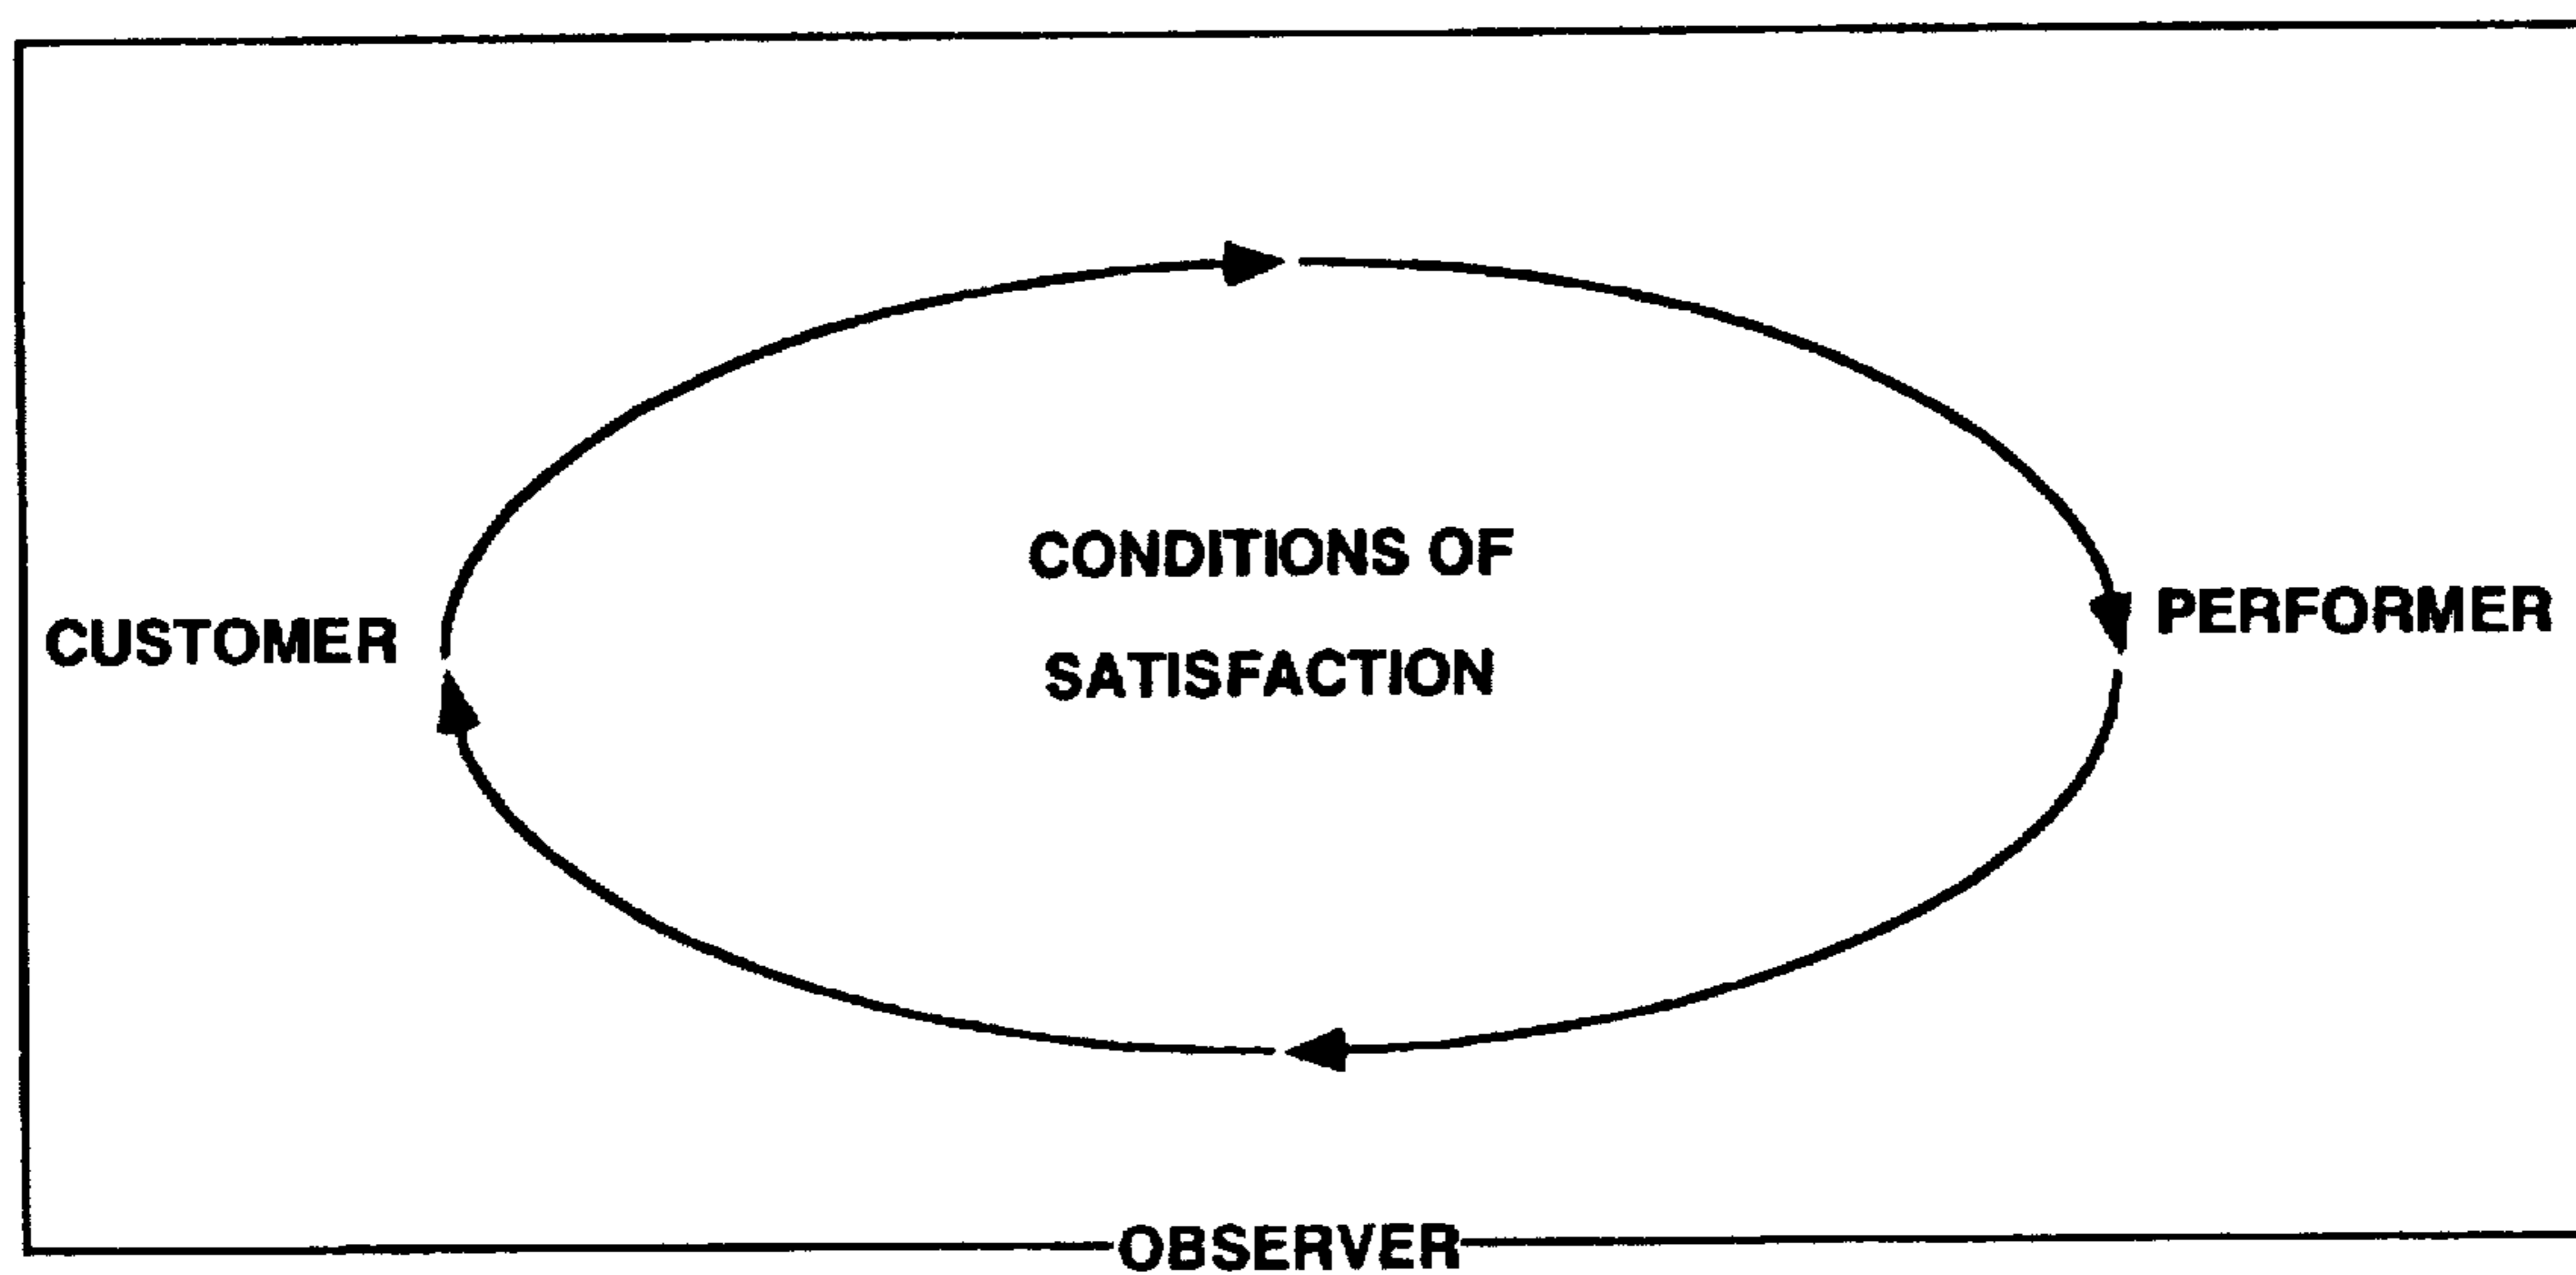 CONDITIONS OF
SATISFACTION
CUSTOMER
PERFORMER
OBSERVER